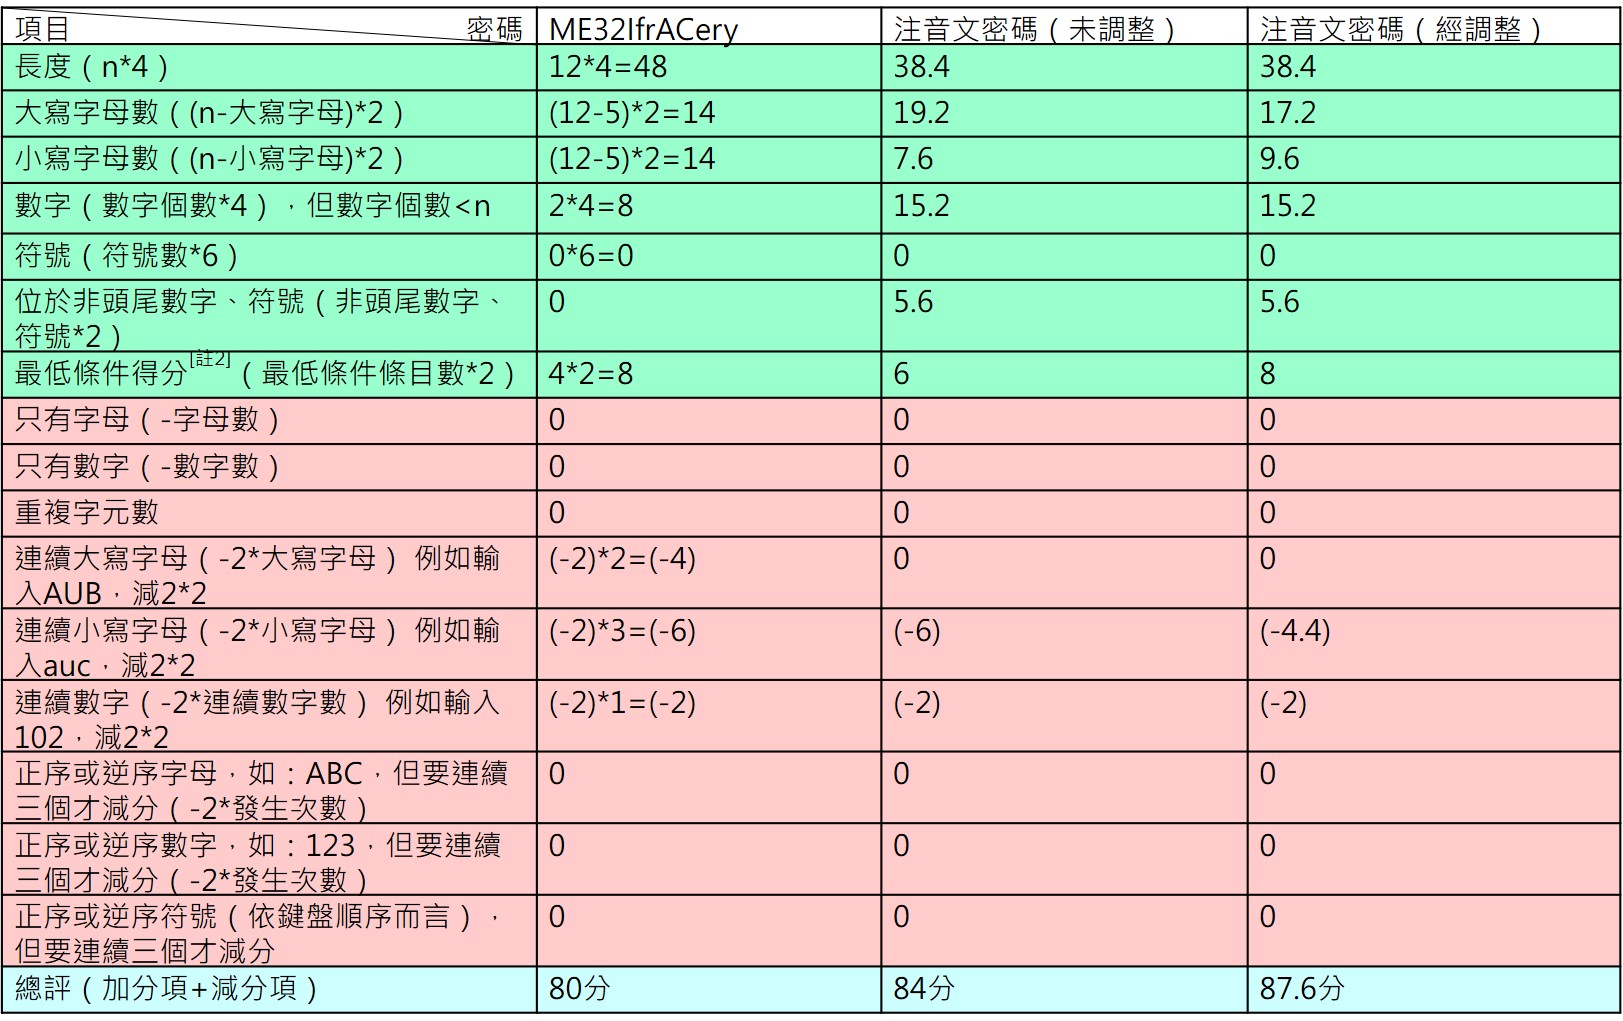 項目 密碼 ME32IfrACery 注音文密碼（未調整） 注音文密碼（經調整）
長度（n*4） 12*4=48 38.4 38.4
大寫字母數（(n-大寫字母)*2） (12-5)*2=14 19.2 17.2
小寫字母數（(n-小寫字母)*2） (12-5)*2=14 7.6 9.6
數字（數字個數*4），但數字個數<n 2*4=8 15.2 15.2
符號（符號數*6） 0*6=0 0 0
位於非頭尾數字、符號（非頭尾數字、 0 5.6 5.6
符號*2）
最低條件得分[註2]（最低條件條目數*2） 4*2=8 6 8
只有字母（-字母數） 0 0 0
只有數字（-數字數） 0 0 0
重複字元數 0 0 0
連續大寫字母（-2*大寫字母） 例如輸 (-2)*2=(-4) 0 0
入AUB，減2*2
連續小寫字母（-2*小寫字母） 例如輸 (-2)*3=(-6) (-6) (-4.4)
入auc，減2*2
連續數字（-2*連續數字數） 例如輸入 (-2)*1=(-2) (-2) (-2)
102，減2*2
正序或逆序字母，如：ABC，但要連續 0 0 0
三個才減分（-2*發生次數）
正序或逆序數字，如：123，但要連續 0 0 0
三個才減分（-2*發生次數）
正序或逆序符號（依鍵盤順序而言）， 0 0 0
但要連續三個才減分
總評（加分項+減分項） 80分 84分 87.6分